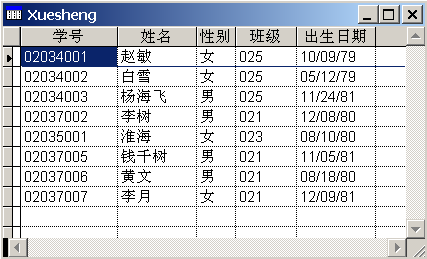 Xuesheng
学号 姓名 性别 班级 出生日期
02034001 赵敏 女 025 10/09/79
02034002 白雪 女 025 05/12/79
02034003 杨海飞 男 025 11/24/81
02037002 李树 男 021 12/08/80
02035001 淮海 女 023 08/10/80
02037005 钱千树 男 021 11/05/81
02037006 黄文 男 021 08/18/80
02037007 李月 女 021 12/09/81